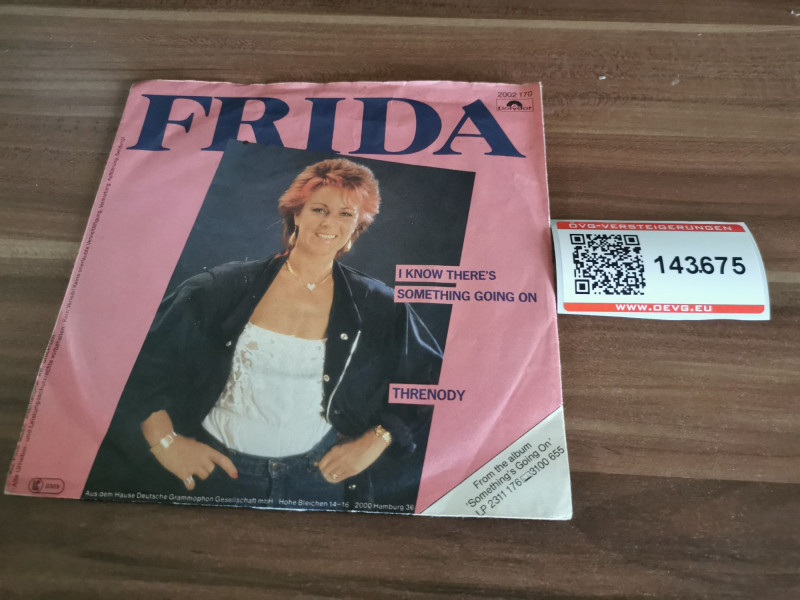 FRIDA
2002 170
Polydor
I KNOW THERE'S
SOMETHING GOING ON
THRENODY
From the album
'Something's Going On'
LP 2311 176 3100 655
Aus dem Hause Deutsche Grammophon Gesellschaft mbH · Hohe Bleichen 14–16 2000 Hamburg 36
ÖVG-VERSTEIGERUNGEN
143.675
WWW.OEVG.EU